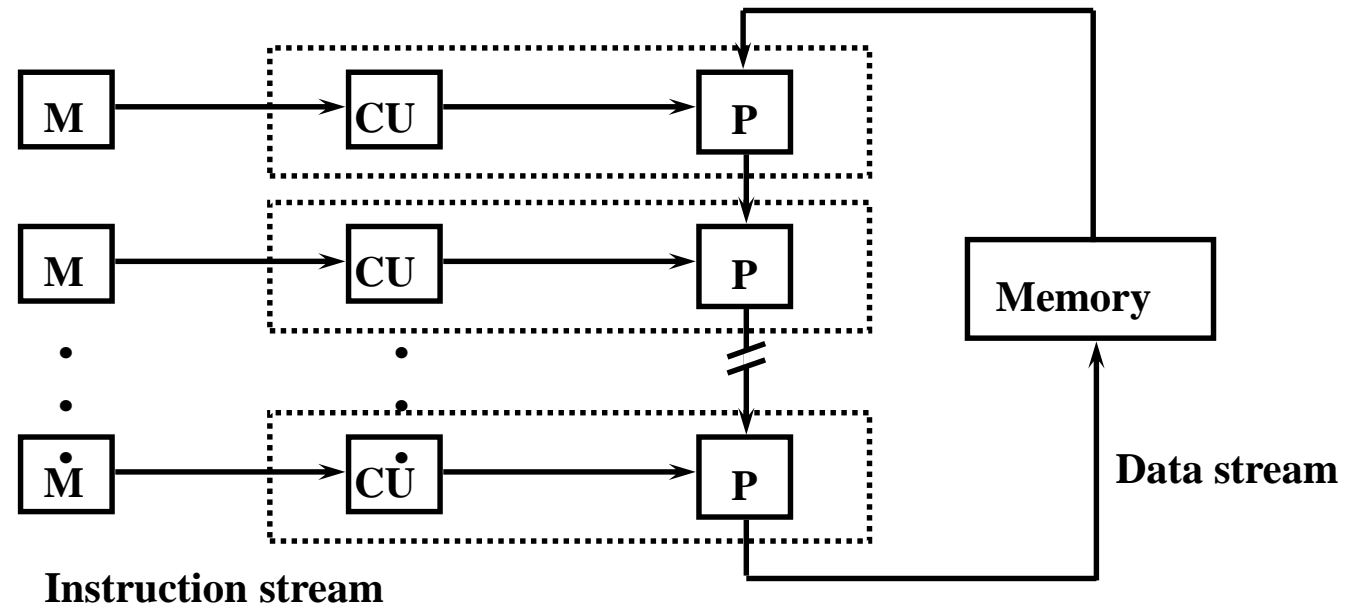 M CU P
M CU P
Memory
M CU P
Data stream
Instruction stream